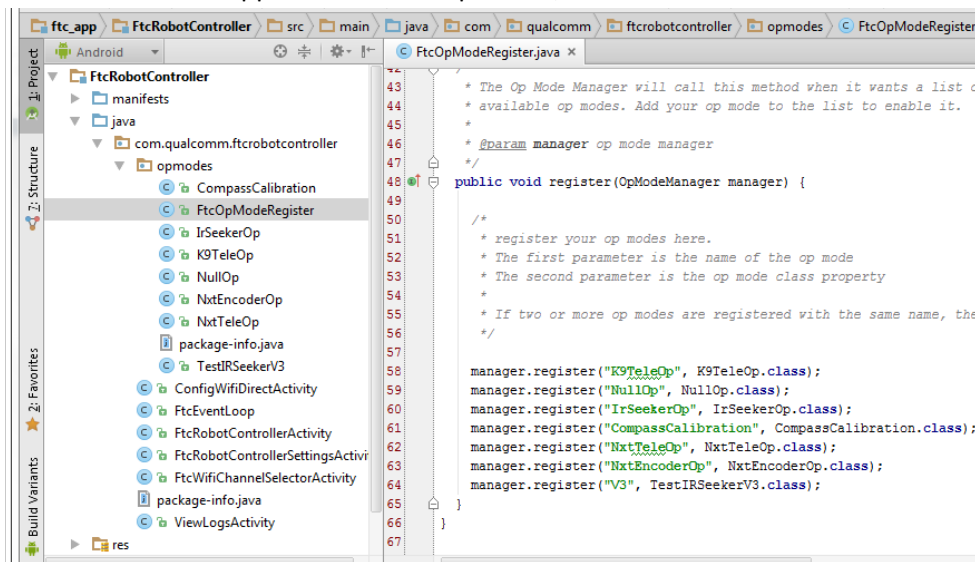 ftc_app FtcRobotController src main java com qualcomm ftcrobotcontroller opmodes FtcOpModeRegister
1: Project
Android
FtcOpModeRegister.java
FtcRobotController
manifests
java
com.qualcomm.ftcrobotcontroller
opmodes
CompassCalibration
FtcOpModeRegister
IrSeekerOp
K9TeleOp
NullOp
NxtEncoderOp
NxtTeleOp
package-info.java
TestIRSeekerV3
ConfigWifiDirectActivity
FtcEventLoop
FtcRobotControllerActivity
FtcRobotControllerSettingsActivi
FtcWifiChannelSelectorActivity
package-info.java
ViewLogsActivity
res
7: Structure
2: Favorites
Build Variants
42
43 * The Op Mode Manager will call this method when it wants a list o
44 * available op modes. Add your op mode to the list to enable it.
45 *
46 * @param manager op mode manager
47 */
48 public void register(OpModeManager manager) {
49
50 /*
51 * register your op modes here.
52 * The first parameter is the name of the op mode
53 * The second parameter is the op mode class property
54 *
55 * If two or more op modes are registered with the same name, the
56 */
57
58 manager.register("K9TeleOp", K9TeleOp.class);
59 manager.register("NullOp", NullOp.class);
60 manager.register("IrSeekerOp", IrSeekerOp.class);
61 manager.register("CompassCalibration", CompassCalibration.class);
62 manager.register("NxtTeleOp", NxtTeleOp.class);
63 manager.register("NxtEncoderOp", NxtEncoderOp.class);
64 manager.register("V3", TestIRSeekerV3.class);
65 }
66 }
67